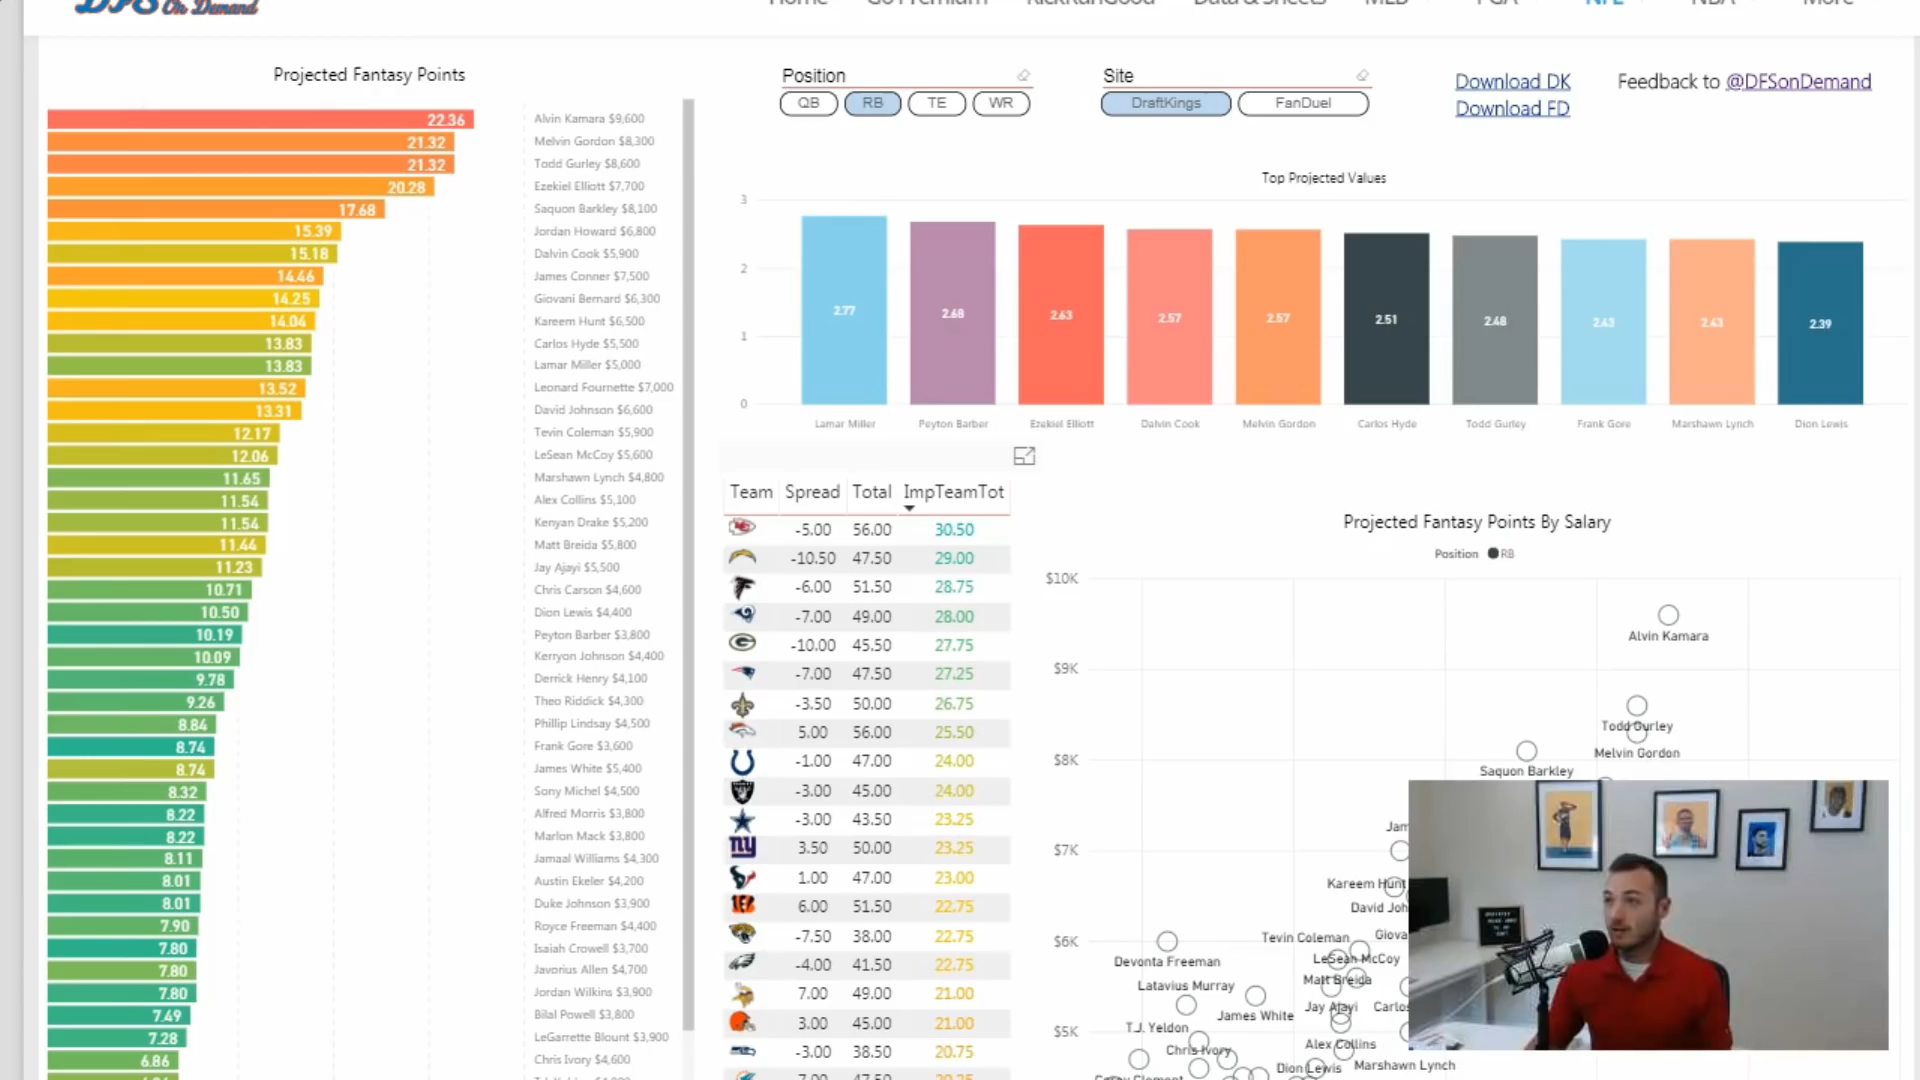 DFS On Demand
Home Go Premium RickRunGood Data & Sheets MLB PGA NFL NBA More
Projected Fantasy Points
22.36 Alvin Kamara $9,600
21.32 Melvin Gordon $8,300
21.32 Todd Gurley $8,600
20.28 Ezekiel Elliott $7,700
17.68 Saquon Barkley $8,100
15.39 Jordan Howard $6,800
15.18 Dalvin Cook $5,900
14.46 James Conner $7,500
14.25 Giovani Bernard $6,300
14.04 Kareem Hunt $6,500
13.83 Carlos Hyde $5,500
13.83 Lamar Miller $5,000
13.52 Leonard Fournette $7,000
13.31 David Johnson $6,600
12.17 Tevin Coleman $5,900
12.06 LeSean McCoy $5,600
11.65 Marshawn Lynch $4,800
11.54 Alex Collins $5,100
11.54 Kenyan Drake $5,200
11.44 Matt Breida $5,800
11.23 Jay Ajayi $5,500
10.71 Chris Carson $4,600
10.50 Dion Lewis $4,400
10.19 Peyton Barber $3,800
10.09 Kerryon Johnson $4,400
9.78 Derrick Henry $4,100
9.26 Theo Riddick $4,300
8.84 Phillip Lindsay $4,500
8.74 Frank Gore $3,600
8.74 James White $5,400
8.32 Sony Michel $4,500
8.22 Alfred Morris $3,800
8.22 Marlon Mack $3,800
8.11 Jamaal Williams $4,300
8.01 Austin Ekeler $4,200
8.01 Duke Johnson $3,900
7.90 Royce Freeman $4,400
7.80 Isaiah Crowell $3,700
7.80 Javorius Allen $4,700
7.80 Jordan Wilkins $3,900
7.49 Bilal Powell $3,800
7.28 LeGarrette Blount $3,900
6.86 Chris Ivory $4,600
Position
QB RB TE WR
Site
DraftKings FanDuel
Download DK
Download FD
Feedback to @DFSonDemand
Top Projected Values
3
2
1
0
2.77 2.68 2.63 2.57 2.57 2.51 2.48 2.43 2.43 2.39
Lamar Miller Peyton Barber Ezekiel Elliott Dalvin Cook Melvin Gordon Carlos Hyde Todd Gurley Frank Gore Marshawn Lynch Dion Lewis
Team Spread Total ImpTeamTot
-5.00 56.00 30.50
-10.50 47.50 29.00
-6.00 51.50 28.75
-7.00 49.00 28.00
G -10.00 45.50 27.75
-7.00 47.50 27.25
-3.50 50.00 26.75
5.00 56.00 25.50
-1.00 47.00 24.00
-3.00 45.00 24.00
-3.00 43.50 23.25
ny 3.50 50.00 23.25
1.00 47.00 23.00
6.00 51.50 22.75
-7.50 38.00 22.75
-4.00 41.50 22.75
7.00 49.00 21.00
3.00 45.00 21.00
-3.00 38.50 20.75
Projected Fantasy Points By Salary
Position RB
$10K
Alvin Kamara
$9K
Todd Gurley
Melvin Gordon
$8K
Saquon Barkley
Jam
$7K
Kareem Hunt
David Joh
$6K
Tevin Coleman Giova
Devonta Freeman LeSean McCoy
Latavius Murray Matt Breida
James White Jay Ajayi Carlos
$5K
T.J. Yeldon
Chris Ivory Alex Collins
Dion Lewis Marshawn Lynch